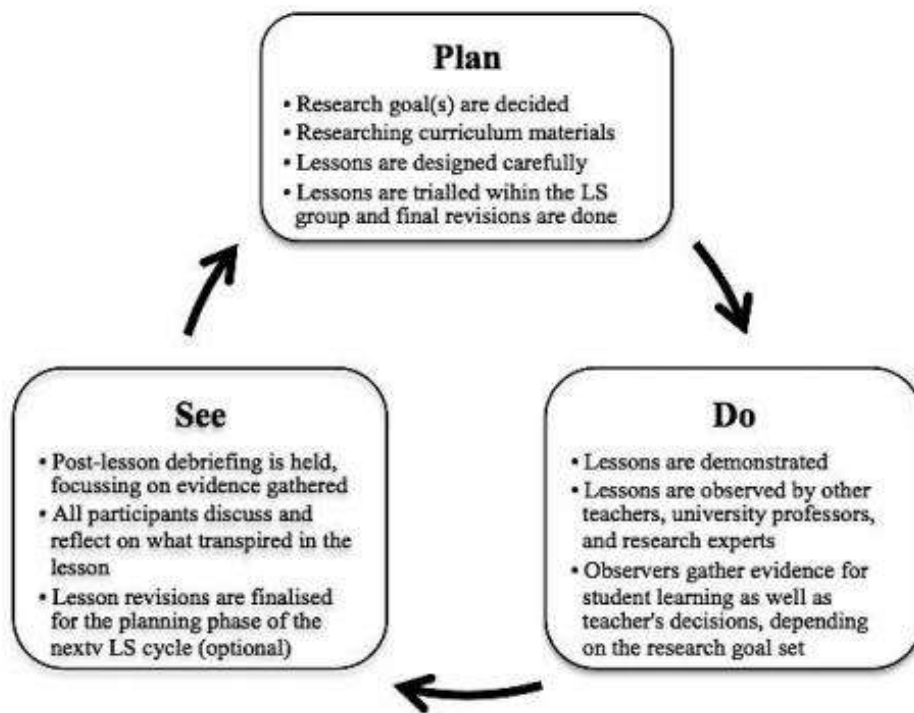 Plan
• Research goal(s) are decided
• Researching curriculum materials
• Lessons are designed carefully
• Lessons are trialled wihin the LS
group and final revisions are done
See
• Post-lesson debriefing is held,
focussing on evidence gathered
• All participants discuss and
reflect on what transpired in the
lesson
• Lesson revisions are finalised
for the planning phase of the
nextv LS cycle (optional)
Do
• Lessons are demonstrated
• Lessons are observed by other
teachers, university professors,
and research experts
• Observers gather evidence for
student learning as well as
teacher's decisions, depending
on the research goal set